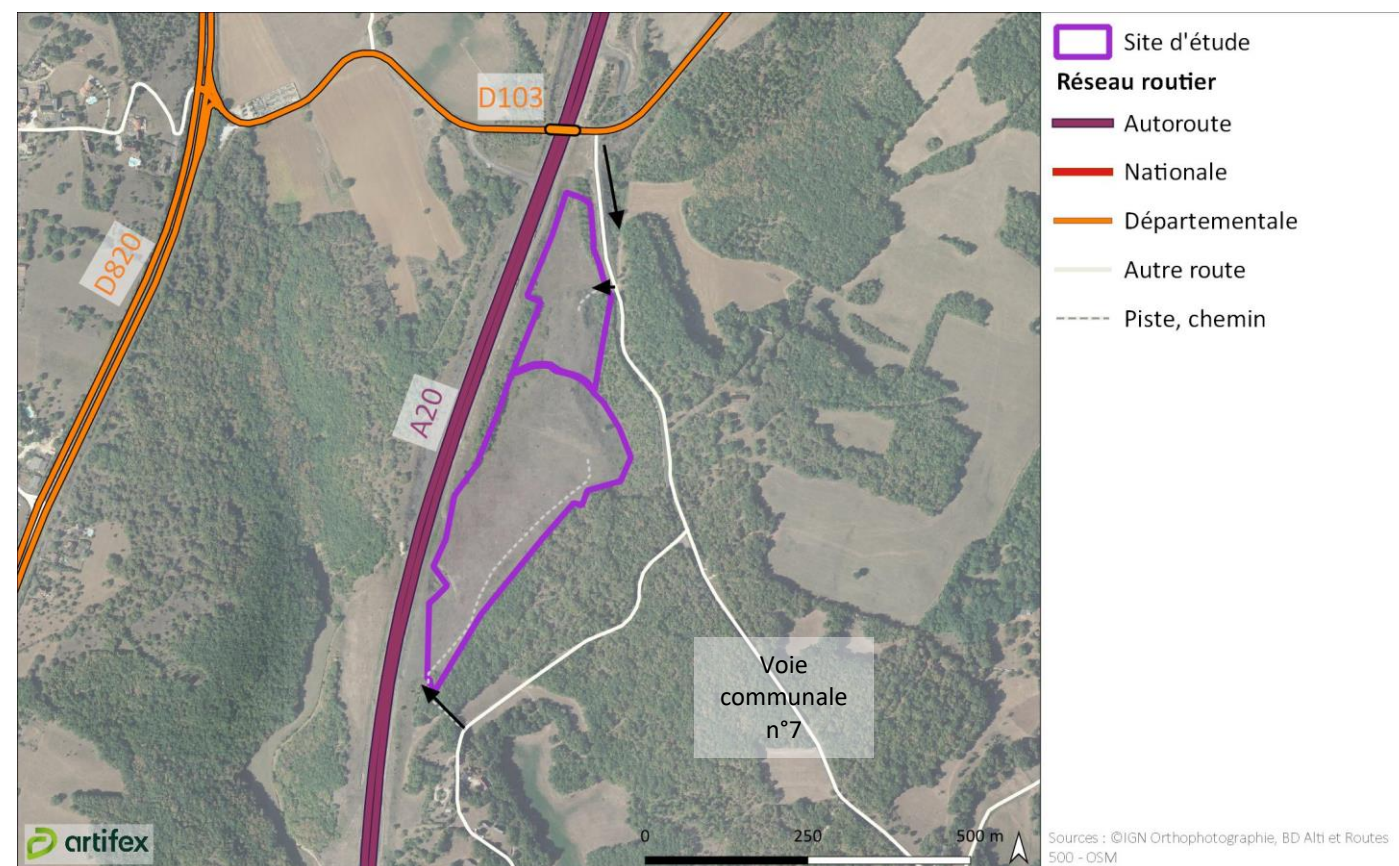 D103
D820
A20
Voie
communale
n°7
artifex
0 250 500 m
Site d'étude
Réseau routier
Autoroute
Nationale
Départementale
Autre route
Piste, chemin
Sources : ©IGN Orthophotographie, BD Alti et Routes
500 - OSM